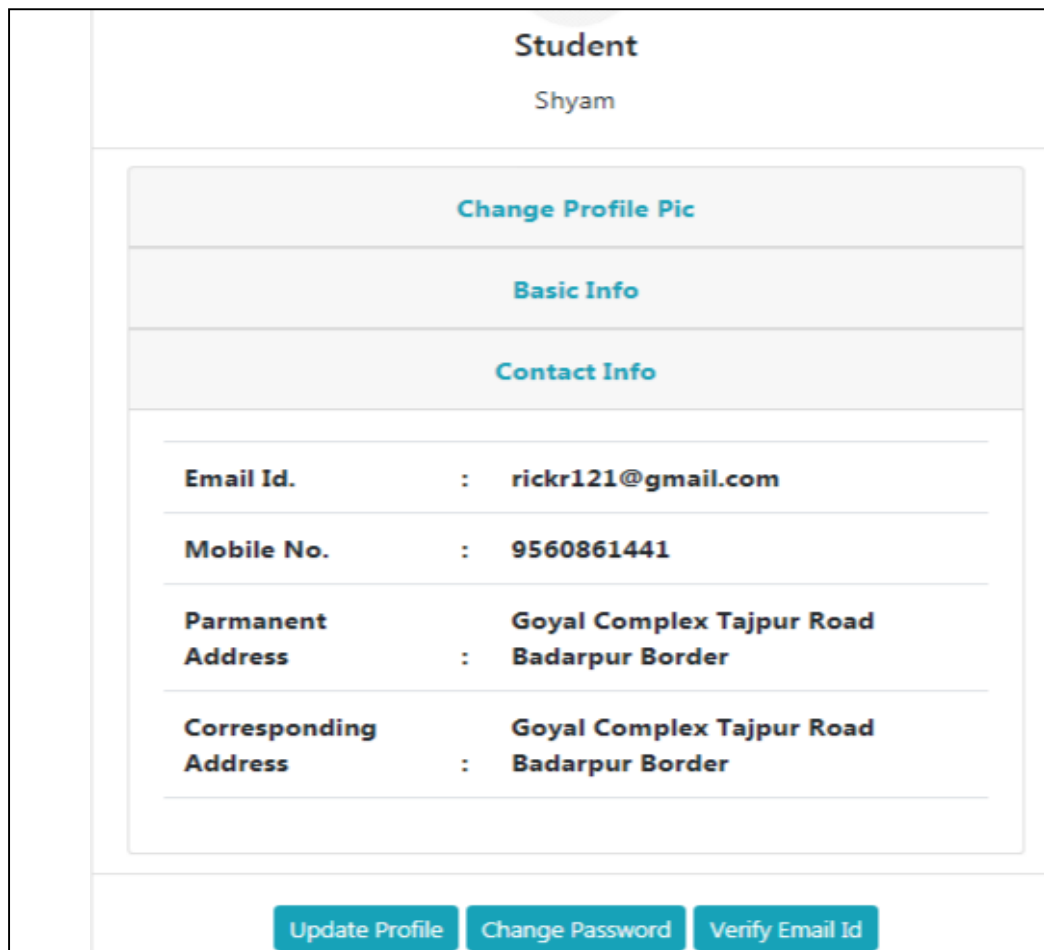 Student
Shyam
Change Profile Pic
Basic Info
Contact Info
Email Id. : rickr121@gmail.com
Mobile No. : 9560861441
Parmanent Goyal Complex Tajpur Road
Address : Badarpur Border
Corresponding Goyal Complex Tajpur Road
Address : Badarpur Border
Update Profile Change Password Verify Email Id